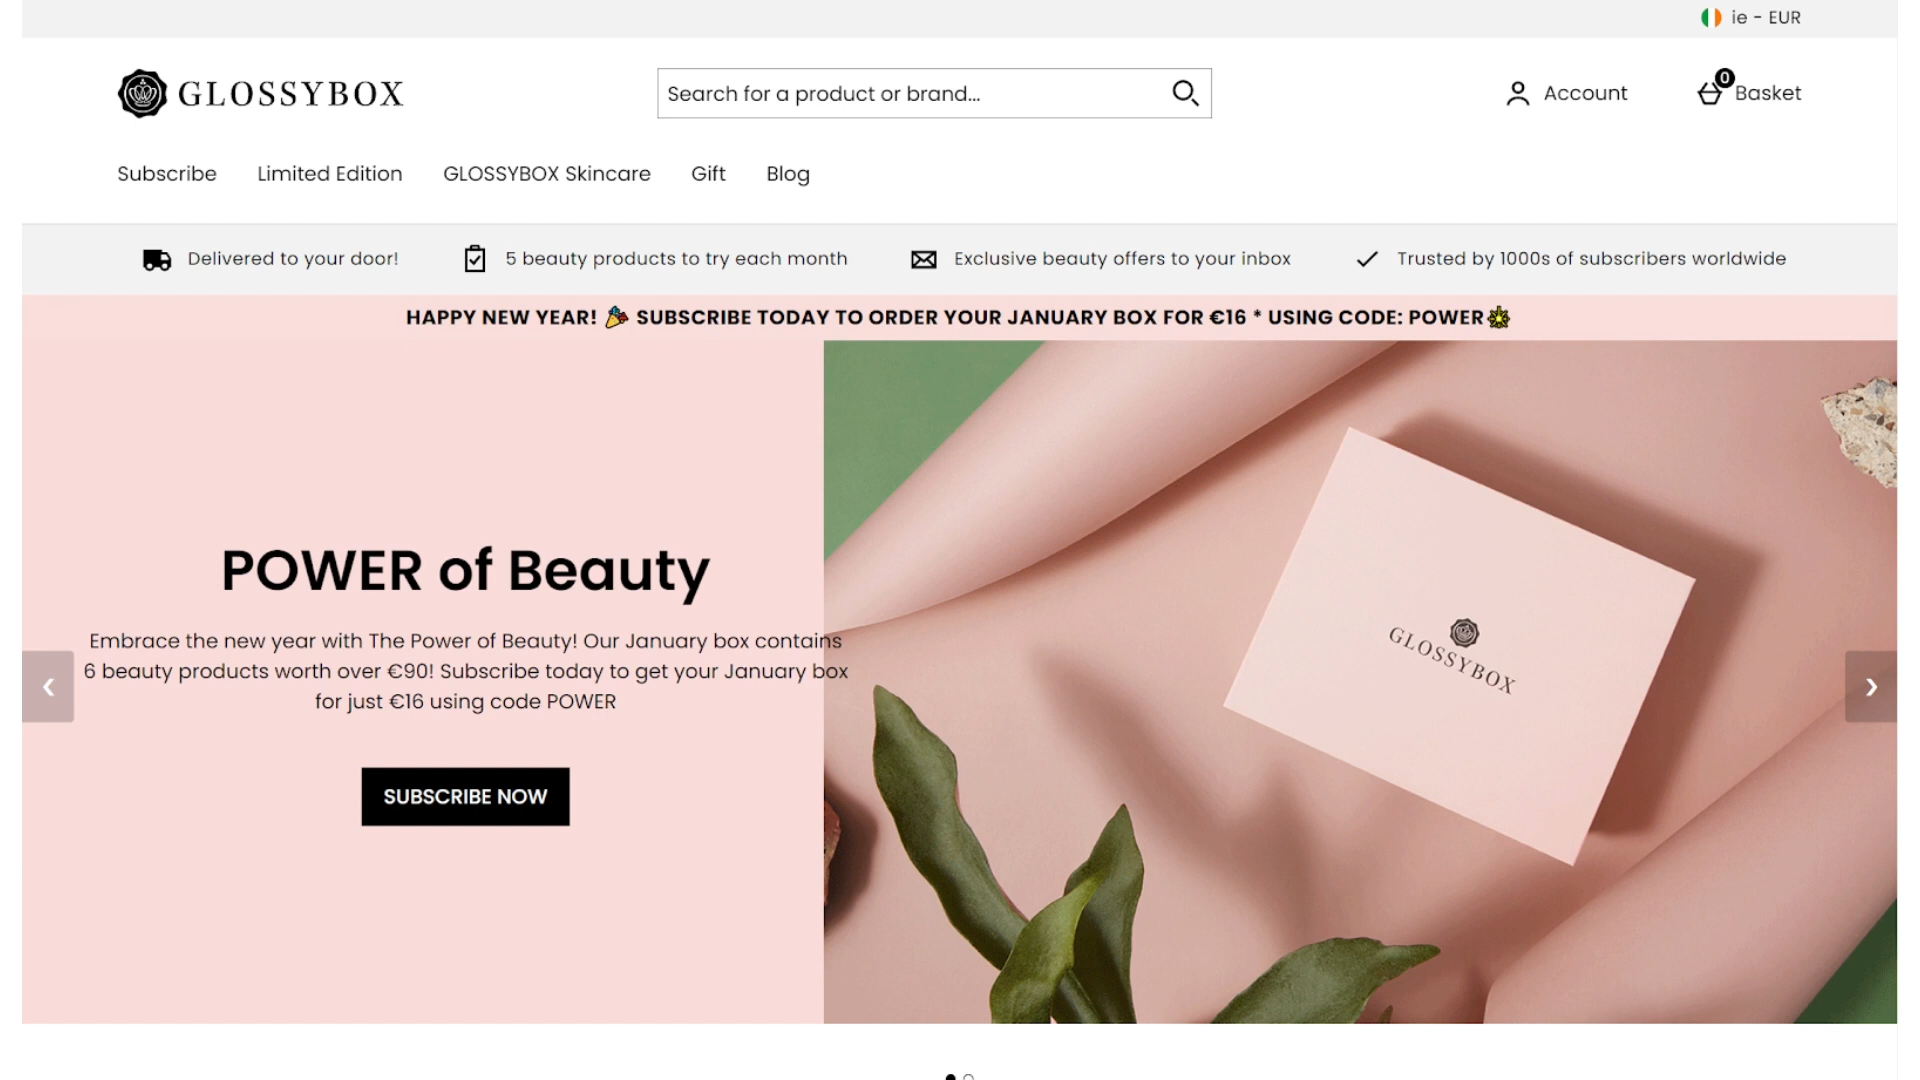 ie - EUR
GLOSSYBOX
Search for a product or brand...
Account
0
Basket
Subscribe
Limited Edition
GLOSSYBOX Skincare
Gift
Blog
Delivered to your door!
5 beauty products to try each month
Exclusive beauty offers to your inbox
Trusted by 1000s of subscribers worldwide
HAPPY NEW YEAR! 🎉 SUBSCRIBE TODAY TO ORDER YOUR JANUARY BOX FOR €16 * USING CODE: POWER
POWER of Beauty
Embrace the new year with The Power of Beauty! Our January box contains
6 beauty products worth over €90! Subscribe today to get your January box
for just €16 using code POWER
SUBSCRIBE NOW
GLOSSYBOX